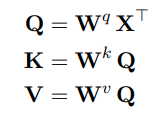 Q = W^q X^⊤
K = W^k Q
V = W^v Q